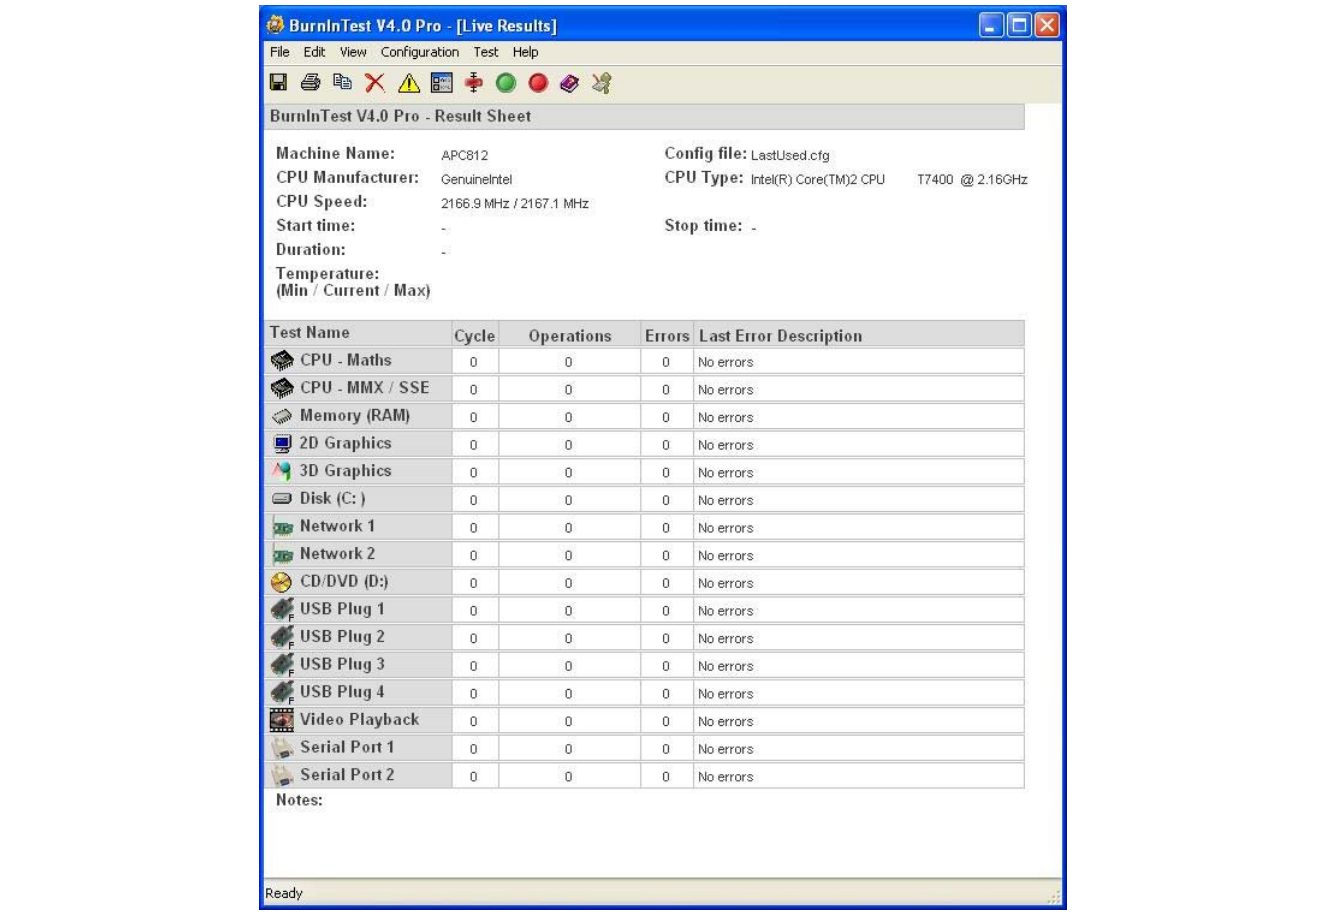 BurnInTest V4.0 Pro - [Live Results]
File Edit View Configuration Test Help
BurnInTest V4.0 Pro - Result Sheet
Machine Name: APC812 Config file: LastUsed.cfg
CPU Manufacturer: GenuineIntel CPU Type: Intel(R) Core(TM)2 CPU T7400 @ 2.16GHz
CPU Speed: 2166.9 MHz / 2167.1 MHz
Start time: - Stop time: -
Duration: -
Temperature:
(Min / Current / Max)
Test Name Cycle Operations Errors Last Error Description
CPU - Maths 0 0 0 No errors
CPU - MMX / SSE 0 0 0 No errors
Memory (RAM) 0 0 0 No errors
2D Graphics 0 0 0 No errors
3D Graphics 0 0 0 No errors
Disk (C: ) 0 0 0 No errors
Network 1 0 0 0 No errors
Network 2 0 0 0 No errors
CD/DVD (D:) 0 0 0 No errors
F USB Plug 1 0 0 0 No errors
F USB Plug 2 0 0 0 No errors
F USB Plug 3 0 0 0 No errors
F USB Plug 4 0 0 0 No errors
Video Playback 0 0 0 No errors
Serial Port 1 0 0 0 No errors
Serial Port 2 0 0 0 No errors
Notes:
Ready